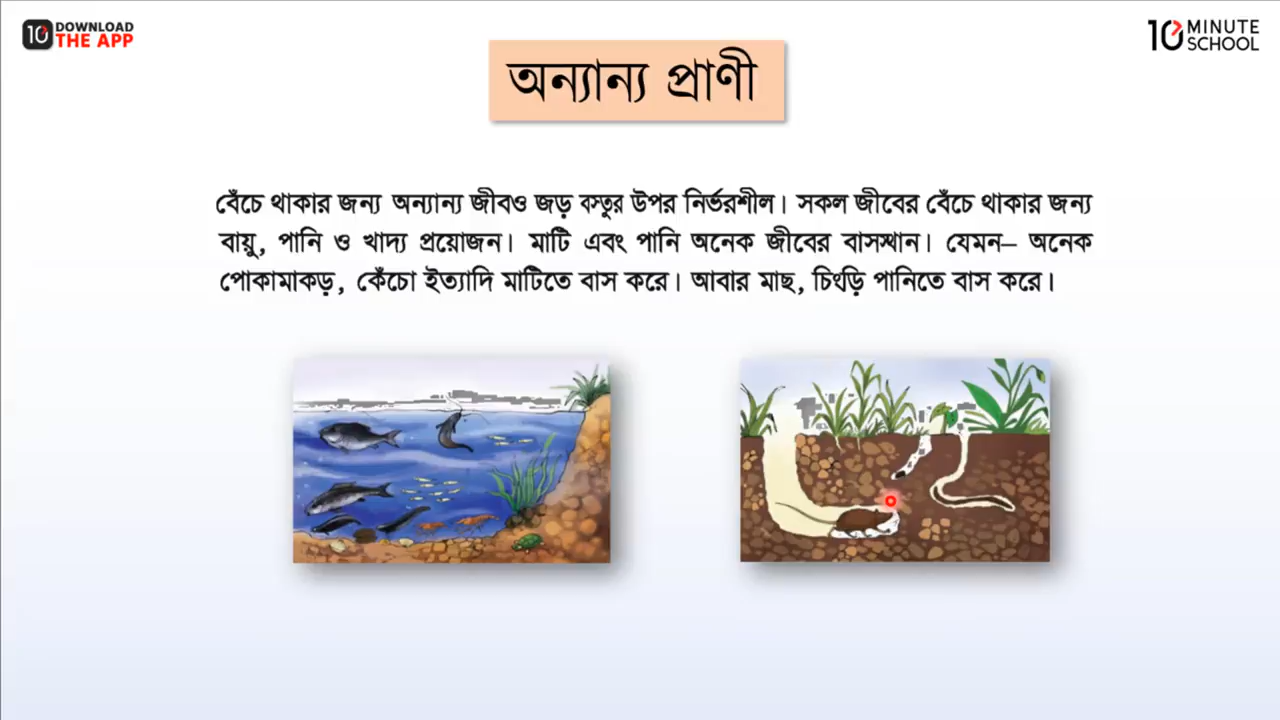 10 DOWNLOAD THE APP
10 MINUTE SCHOOL
অন্যান্য প্রাণী
বেঁচে থাকার জন্য অন্যান্য জীবও জড় বস্তুর উপর নির্ভরশীল। সকল জীবের বেঁচে থাকার জন্য
বায়ু, পানি ও খাদ্য প্রয়োজন। মাটি এবং পানি অনেক জীবের বাসস্থান। যেমন– অনেক
পোকামাকড়, কেঁচো ইত্যাদি মাটিতে বাস করে। আবার মাছ, চিংড়ি পানিতে বাস করে।